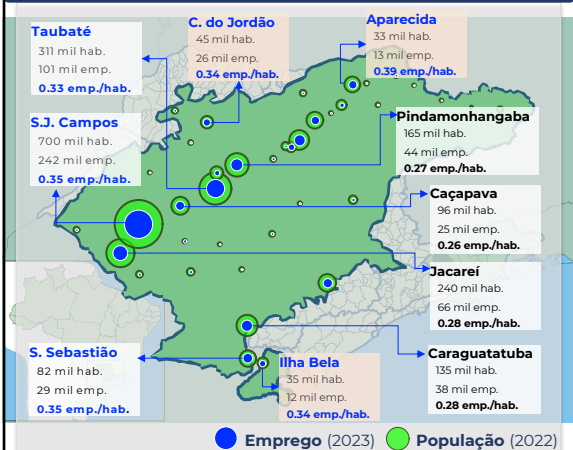 Taubaté
311 mil hab.
101 mil emp.
0.33 emp./hab.
C. do Jordão
45 mil hab.
26 mil emp.
0.34 emp./hab.
Aparecida
33 mil hab.
13 mil emp.
0.39 emp./hab.
S.J. Campos
700 mil hab.
242 mil emp.
0.35 emp./hab.
Pindamonhangaba
165 mil hab.
44 mil emp.
0.27 emp./hab.
Caçapava
96 mil hab.
25 mil emp.
0.26 emp./hab.
Jacareí
240 mil hab.
66 mil emp.
0.28 emp./hab.
S. Sebastião
82 mil hab.
29 mil emp.
0.35 emp./hab.
Ilha Bela
35 mil hab.
12 mil emp.
0.34 emp./hab.
Caraguatatuba
135 mil hab.
38 mil emp.
0.28 emp./hab.
Emprego (2023) População (2022)